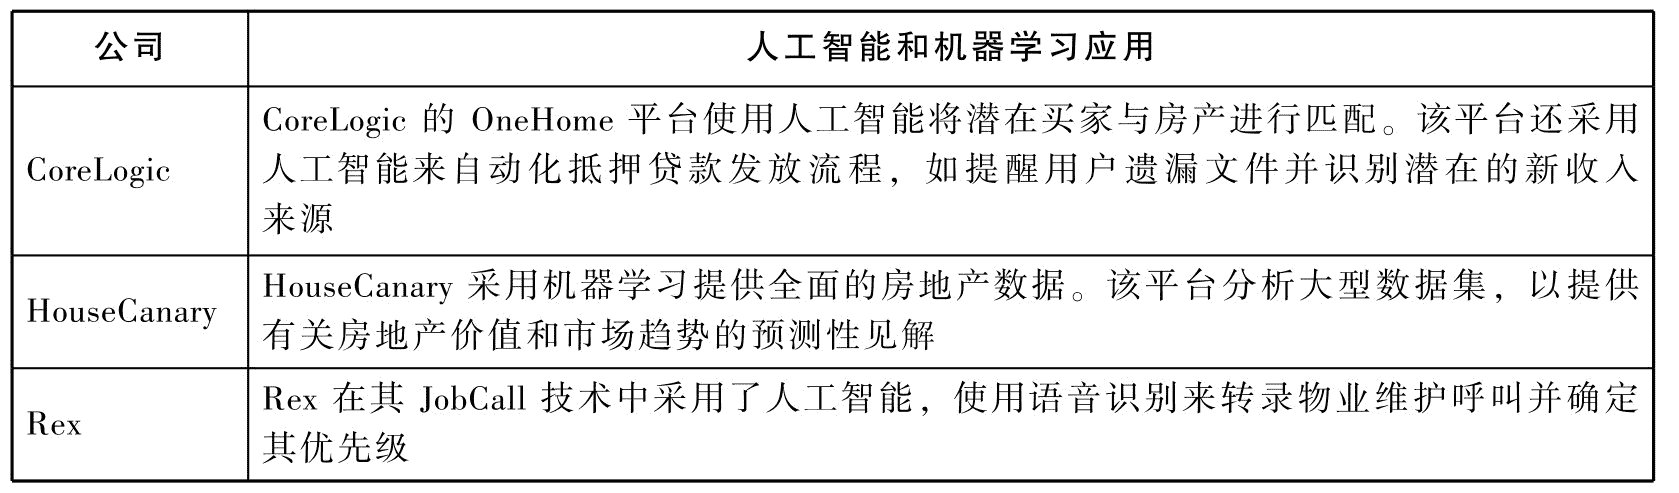 公司
人工智能和机器学习应用
CoreLogic
CoreLogic 的 OneHome 平台使用人工智能将潜在买家与房产进行匹配。该平台还采用
人工智能来自动化抵押贷款发放流程，如提醒用户遗漏文件并识别潜在的新收入
来源
HouseCanary
HouseCanary 采用机器学习提供全面的房地产数据。该平台分析大型数据集，以提供
有关房地产价值和市场趋势的预测性见解
Rex
Rex 在其 JobCall 技术中采用了人工智能，使用语音识别来转录物业维护呼叫并确定
其优先级